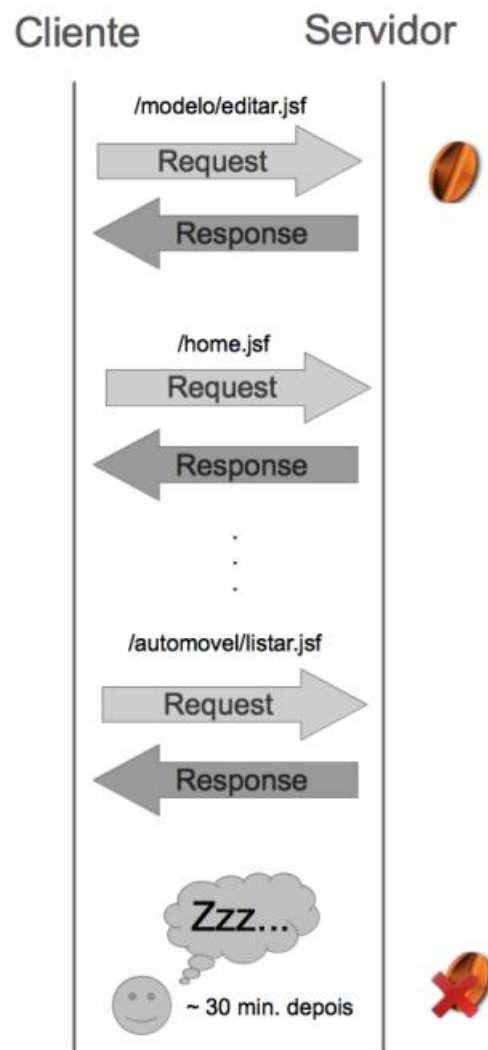 Cliente
Servidor
/modelo/editar.jsf
Request
Response
/home.jsf
Request
Response
.
.
.
/automovel/listar.jsf
Request
Response
Zzz...
~ 30 min. depois